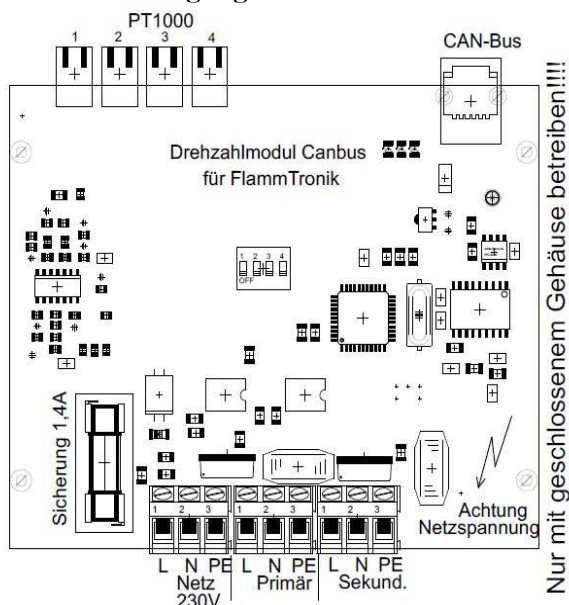 PT1000
1 2 3 4
CAN-Bus
Drehzahlmodul Canbus
für FlammTronik
1 2 3 4
OFF
Sicherung 1,4A
Achtung
Netzspannung
1 2 3 1 2 3 1 2 3
L N PE L N PE L N PE
Netz Primär Sekund.
230V
Nur mit geschlossenem Gehäuse betreiben!!!!